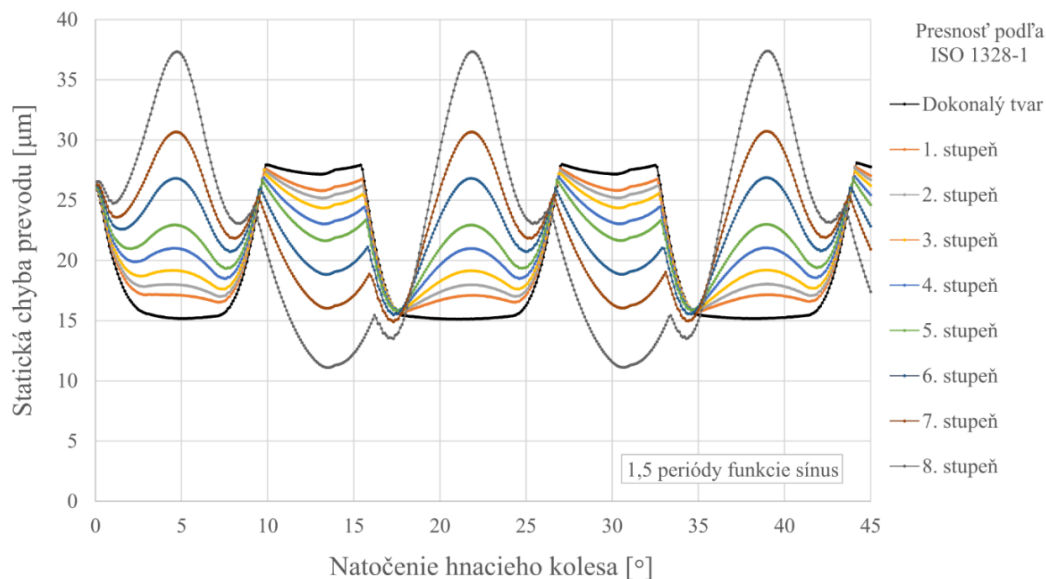 Presnosť podľa
ISO 1328-1
Statická chyba prevodu [µm]
40
35
30
25
20
15
10
5
0
0
5
10
15
20
25
30
35
40
45
Natočenie hnacieho kolesa [°]
1,5 periódy funkcie sínus
Dokonalý tvar
1. stupeň
2. stupeň
3. stupeň
4. stupeň
5. stupeň
6. stupeň
7. stupeň
8. stupeň